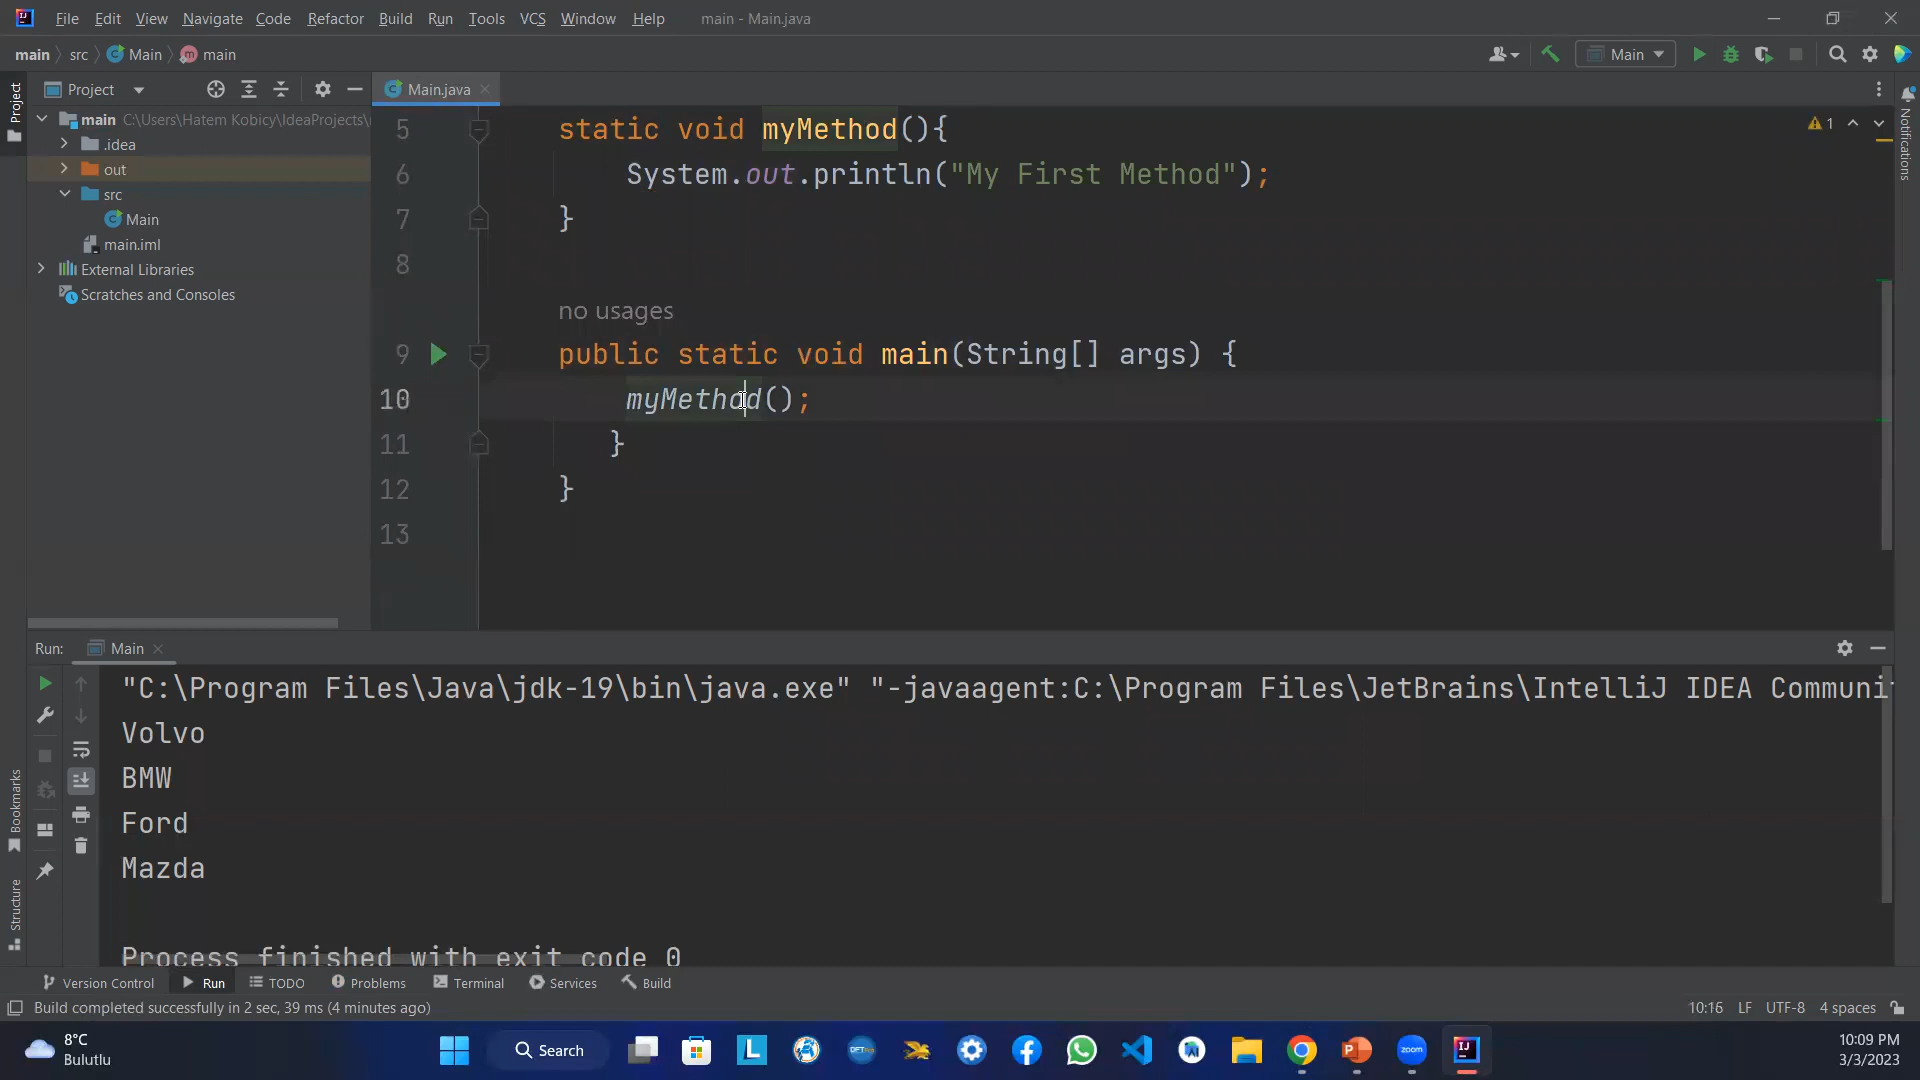 File Edit View Navigate Code Refactor Build Run Tools VCS Window Help main - Main.java
main src Main main Main
Project Main.java
Project
main C:\Users\Hatem Kobicy\IdeaProjects\
.idea
out
src
Main
main.iml
External Libraries
Scratches and Consoles
5 static void myMethod(){
6 System.out.println("My First Method");
7 }
8
no usages
9 public static void main(String[] args) {
10 myMethod();
11 }
12 }
13
1
Notifications
Run: Main
"C:\Program Files\Java\jdk-19\bin\java.exe" "-javaagent:C:\Program Files\JetBrains\IntelliJ IDEA Communi
Volvo
BMW
Ford
Mazda
Process finished with exit code 0
Bookmarks
Structure
Version Control Run TODO Problems Terminal Services Build
Build completed successfully in 2 sec, 39 ms (4 minutes ago) 10:16 LF UTF-8 4 spaces
8°C
Bulutlu
Search
zoom
10:09 PM
3/3/2023